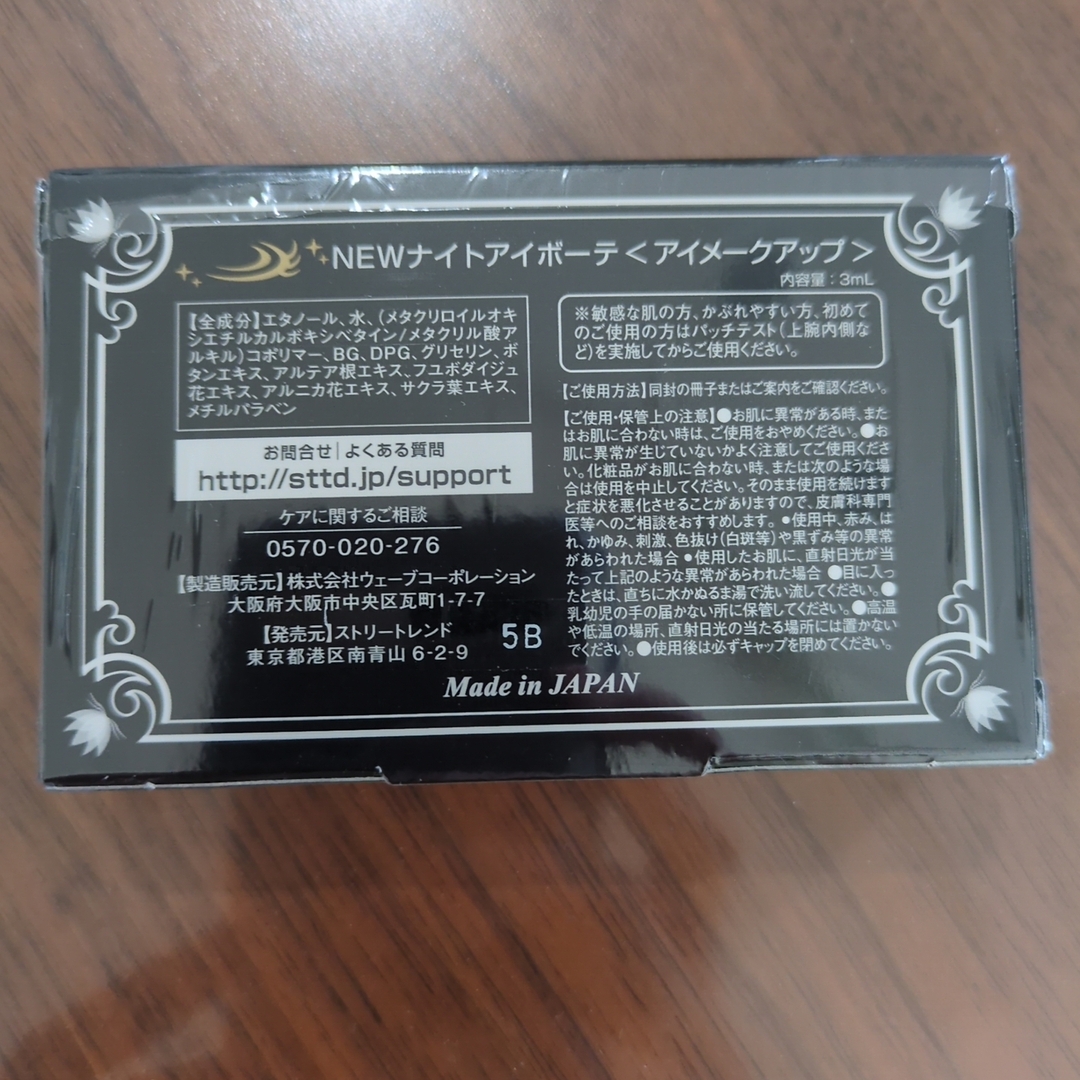 NEWナイトアイボーテ＜アイメークアップ＞
内容量：3mL
【全成分】エタノール、水、(メタクリロイルオキ
シエチルカルボキシベタイン/メタクリル酸ア
ルキル)コポリマー、BG、DPG、グリセリン、ボ
タンエキス、アルテア根エキス、フユボダイジュ
花エキス、アルニカ花エキス、サクラ葉エキス、
メチルパラベン
お問合せ|よくある質問
http://sttd.jp/support
ケアに関するご相談
0570-020-276
【製造販売元】株式会社ウェーブコーポレーション
大阪府大阪市中央区瓦町1-7-7
【発売元】ストリートレンド
東京都港区南青山6-2-9
5B
※敏感な肌の方、かぶれやすい方、初めて
のご使用の方はパッチテスト(上腕内側な
ど)を実施してからご使用ください。
【ご使用方法】同封の冊子またはご案内をご確認ください。
【ご使用・保管上の注意】●お肌に異常がある時、また
はお肌に合わない時は、ご使用をおやめください。●お
肌に異常が生じていないかよく注意してご使用くださ
い。化粧品がお肌に合わない時、または次のような場
合は使用を中止してください。そのまま使用を続けます
と症状を悪化させることがありますので、皮膚科専門
医等へのご相談をおすすめします。•使用中、赤み、は
れ、かゆみ、刺激、色抜け(白斑等)や黒ずみ等の異常
があらわれた場合•使用したお肌に、直射日光が当
たって上記のような異常があらわれた場合 ●目に入っ
たときは、直ちに水かぬるま湯で洗い流してください。●
乳幼児の手の届かない所に保管してください。●高温
や低温の場所、直射日光の当たる場所には置かない
でください。●使用後は必ずキャップを閉めてください。
Made in JAPAN